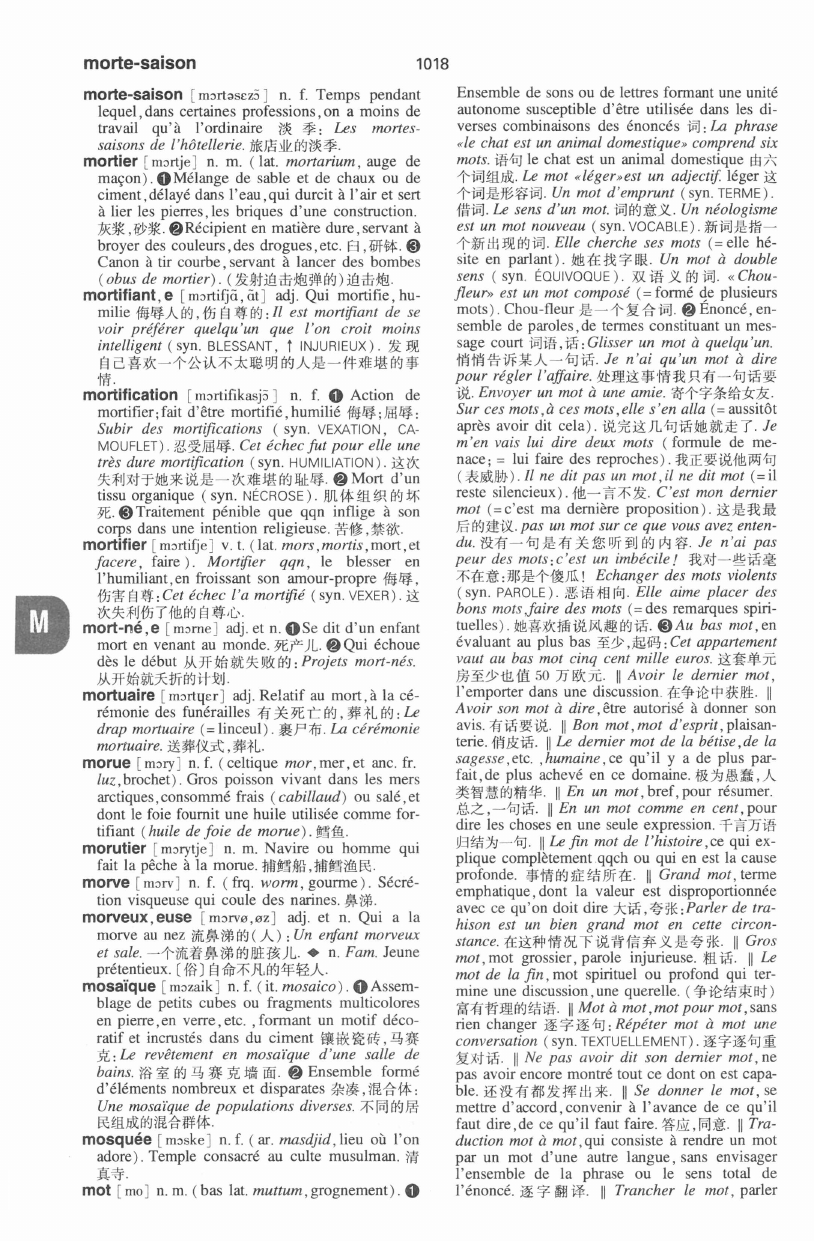 morte-saison
1018
morte-saison [mɔrtəsɛzɔ̃] n. f. Temps pendant
lequel,dans certaines professions,on a moins de
travail qu'à l'ordinaire 淡季: Les mortes-
saisons de l'hôtellerie. 旅店业的淡季.
mortier [mɔrtje] n. m. (lat. mortarium, auge de
maçon). ❶Mélange de sable et de chaux ou de
ciment,délayé dans l'eau,qui durcit à l'air et sert
à lier les pierres,les briques d'une construction.
灰浆,砂浆. ❷Récipient en matière dure,servant à
broyer des couleurs,des drogues,etc. 臼,研钵. ❸
Canon à tir courbe,servant à lancer des bombes
(obus de mortier). (发射迫击炮弹的)迫击炮.
mortifiant,e [mɔrtifjɑ̃,ɑ̃t] adj. Qui mortifie,hu-
milie 侮辱人的,伤自尊的:Il est mortifiant de se
voir préférer quelqu'un que l'on croit moins
intelligent (syn. BLESSANT, ↑ INJURIEUX). 发现
自己喜欢一个公认不太聪明的人是一件难堪的事
情.
mortification [mɔrtifikasjɔ̃] n. f. ❶ Action de
mortifier;fait d'être mortifié,humilié 侮辱;屈辱:
Subir des mortifications (syn. VEXATION, CA-
MOUFLET). 忍受屈辱. Cet échec fut pour elle une
très dure mortification (syn. HUMILIATION). 这次
失利对于她来说是一次难堪的耻辱. ❷Mort d'un
tissu organique (syn. NÉCROSE). 肌体组织的坏
死. ❸Traitement pénible que qqn inflige à son
corps dans une intention religieuse. 苦修,禁欲.
mortifier [mɔrtifje] v. t. (lat. mors,mortis,mort,et
facere, faire). Mortifier qqn, le blesser en
l'humiliant,en froissant son amour-propre 侮辱,
伤害自尊:Cet échec l'a mortifié (syn. VEXER). 这
次失利伤了他的自尊心.
mort-né,e [mɔrne] adj. et n. ❶Se dit d'un enfant
mort en venant au monde. 死产儿. ❷Qui échoue
dès le début 从开始就失败的:Projets mort-nés.
从开始就夭折的计划.
mortuaire [mɔrtɥɛr] adj. Relatif au mort,à la cé-
rémonie des funérailles 有关死亡的,葬礼的:Le
drap mortuaire (=linceul). 裹尸布. La cérémonie
mortuaire. 送葬仪式,葬礼.
morue [mɔry] n. f. (celtique mor,mer,et anc. fr.
luz,brochet). Gros poisson vivant dans les mers
arctiques,consommé frais (cabillaud) ou salé,et
dont le foie fournit une huile utilisée comme for-
tifiant (huile de foie de morue). 鳕鱼.
morutier [mɔrytje] n. m. Navire ou homme qui
fait la pêche à la morue. 捕鳕船,捕鳕渔民.
morve [mɔrv] n. f. (frq. worm, gourme). Sécré-
tion visqueuse qui coule des narines. 鼻涕.
morveux,euse [mɔrvø,øz] adj. et n. Qui a la
morve au nez 流鼻涕的(人):Un enfant morveux
et sale. 一个流着鼻涕的脏孩儿. ◆ n. Fam. Jeune
prétentieux. [俗]自命不凡的年轻人.
mosaïque [mɔzaik] n. f. (it. mosaico). ❶Assem-
blage de petits cubes ou fragments multicolores
en pierre,en verre,etc. ,formant un motif déco-
ratif et incrustés dans du ciment 镶嵌瓷砖,马赛
克:Le revêtement en mosaïque d'une salle de
bains. 浴室的马赛克墙面. ❷ Ensemble formé
d'éléments nombreux et disparates 杂凑,混合体:
Une mosaïque de populations diverses. 不同的居
民组成的混合群体.
mosquée [mɔske] n. f. (ar. masdjid,lieu où l'on
adore). Temple consacré au culte musulman. 清
真寺.
mot [mo] n. m. (bas lat. muttum,grognement). ❶
M
Ensemble de sons ou de lettres formant une unité
autonome susceptible d'être utilisée dans les di-
verses combinaisons des énoncés 词:La phrase
«le chat est un animal domestique» comprend six
mots. 语句 le chat est un animal domestique 由六
个词组成. Le mot «léger»est un adjectif. léger 这
个词是形容词. Un mot d'emprunt (syn. TERME).
借词. Le sens d'un mot. 词的意义. Un néologisme
est un mot nouveau (syn. VOCABLE). 新词是指一
个新出现的词. Elle cherche ses mots (=elle hé-
site en parlant). 她在找字眼. Un mot à double
sens (syn. ÉQUIVOQUE). 双语义的词. «Chou-
fleur» est un mot composé (=formé de plusieurs
mots). Chou-fleur 是一个复合词. ❷ Énoncé,en-
semble de paroles,de termes constituant un mes-
sage court 词语,话:Glisser un mot à quelqu'un.
悄悄告诉某人一句话. Je n'ai qu'un mot à dire
pour régler l'affaire. 处理这事情我只有一句话要
说. Envoyer un mot à une amie. 寄个字条给女友.
Sur ces mots,à ces mots,elle s'en alla (=aussitôt
après avoir dit cela). 说完这几句话她就走了. Je
m'en vais lui dire deux mots (formule de me-
nace; = lui faire des reproches). 我正要说他两句
(表威胁). Il ne dit pas un mot,il ne dit mot (=il
reste silencieux). 他一言不发. C'est mon dernier
mot (=c'est ma dernière proposition). 这是我最
后的建议. pas un mot sur ce que vous avez enten-
du. 没有一句是有关您听到的内容. Je n'ai pas
peur des mots;c'est un imbécile! 我对一些话毫
不在意:那是个傻瓜! Echanger des mots violents
(syn. PAROLE). 恶语相向. Elle aime placer des
bons mots,faire des mots (=des remarques spiri-
tuelles). 她喜欢插说风趣的话. ❸Au bas mot,en
évaluant au plus bas 至少,起码:Cet appartement
vaut au bas mot cinq cent mille euros. 这套单元
房至少也值 50 万欧元. ‖ Avoir le dernier mot,
l'emporter dans une discussion. 在争论中获胜. ‖
Avoir son mot à dire,être autorisé à donner son
avis. 有话要说. ‖ Bon mot,mot d'esprit,plaisan-
terie. 俏皮话. ‖ Le dernier mot de la bêtise,de la
sagesse,etc. ,humaine,ce qu'il y a de plus par-
fait,de plus achevé en ce domaine. 极为愚蠢,人
类智慧的精华. ‖ En un mot,bref,pour résumer.
总之,一句话. ‖ En un mot comme en cent,pour
dire les choses en une seule expression. 千言万语
归结为一句. ‖ Le fin mot de l'histoire,ce qui ex-
plique complètement qqch ou qui en est la cause
profonde. 事情的症结所在. ‖ Grand mot,terme
emphatique,dont la valeur est disproportionnée
avec ce qu'on doit dire 大话,夸张:Parler de tra-
hison est un bien grand mot en cette circon-
stance. 在这种情况下说背信弃义是夸张. ‖ Gros
mot,mot grossier, parole injurieuse. 粗话. ‖ Le
mot de la fin,mot spirituel ou profond qui ter-
mine une discussion,une querelle. (争论结束时)
富有哲理的结语. ‖ Mot à mot,mot pour mot,sans
rien changer 逐字逐句:Répéter mot à mot une
conversation (syn. TEXTUELLEMENT). 逐字逐句重
复对话. ‖ Ne pas avoir dit son dernier mot,ne
pas avoir encore montré tout ce dont on est capa-
ble. 还没有都发挥出来. ‖ Se donner le mot, se
mettre d'accord,convenir à l'avance de ce qu'il
faut dire,de ce qu'il faut faire. 答应,同意. ‖ Tra-
duction mot à mot,qui consiste à rendre un mot
par un mot d'une autre langue, sans envisager
l'ensemble de la phrase ou le sens total de
l'énoncé. 逐字翻译. ‖ Trancher le mot, parler